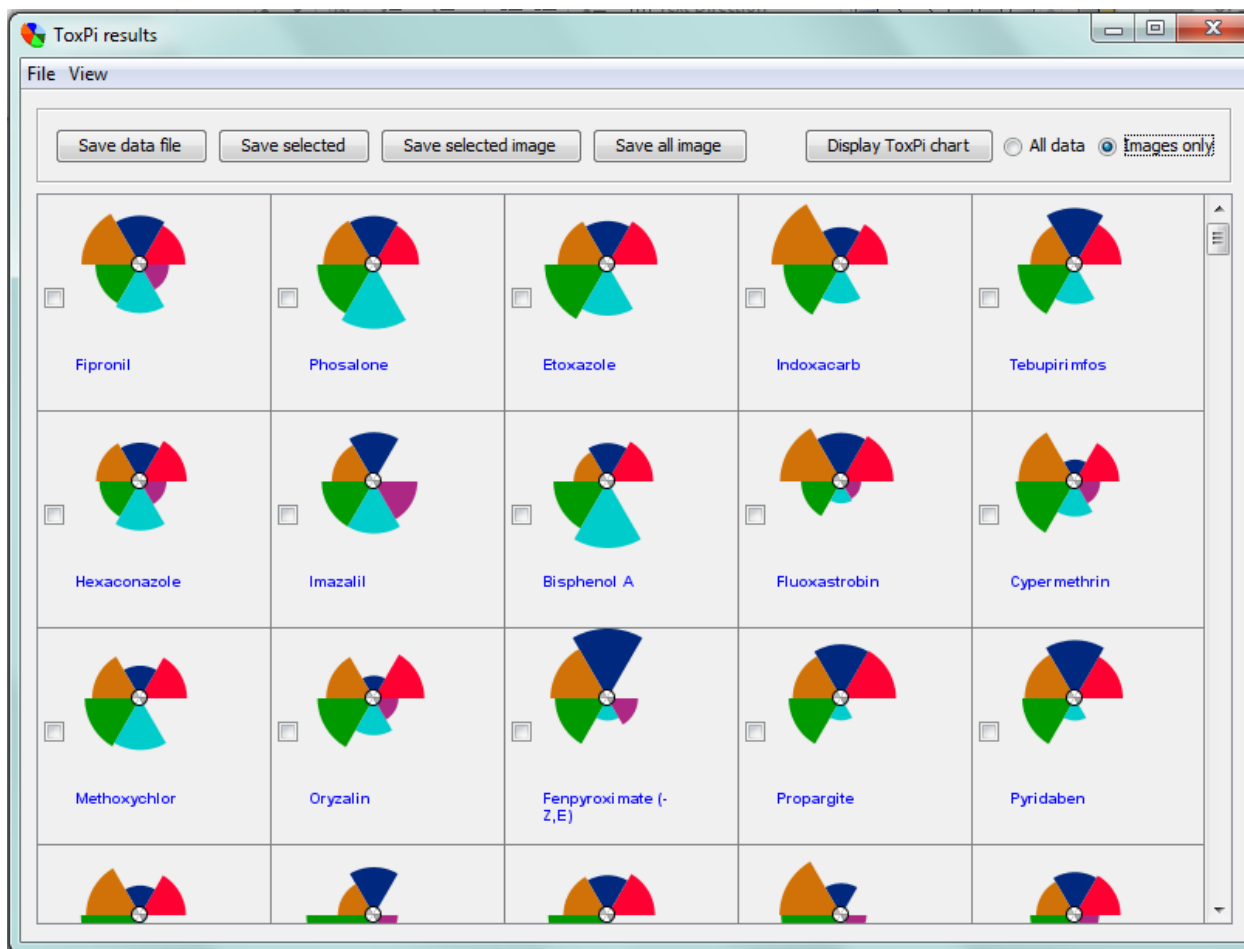 ToxPi results
File View
Save data file Save selected Save selected image Save all image Display ToxPi chart All data Images only
Fipronil Phosalone Etoxazole Indoxacarb Tebupirimfos
Hexaconazole Imazalil Bisphenol A Fluoxastrobin Cypermethrin
Methoxychlor Oryzalin Fenpyroximate (- Propargite Pyridaben
Z,E)